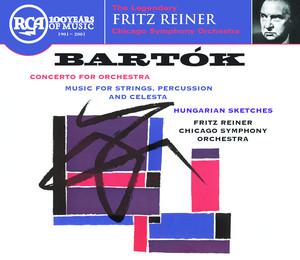 RCA
100 YEARS
OF MUSIC
1901 - 2001
The Legendary
FRITZ REINER
Chicago Symphony Orchestra
BARTÓK
CONCERTO FOR ORCHESTRA
MUSIC FOR STRINGS, PERCUSSION
AND CELESTA
HUNGARIAN SKETCHES
FRITZ REINER
CHICAGO SYMPHONY
ORCHESTRA